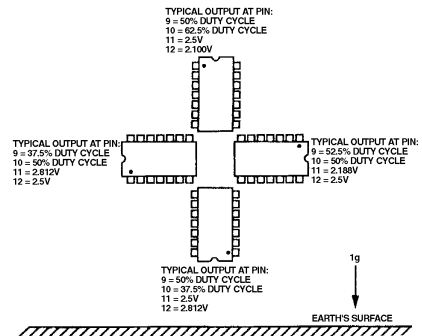 TYPICAL OUTPUT AT PIN:
9 = 50% DUTY CYCLE
10 = 62.5% DUTY CYCLE
11 = 2.5V
12 = 2.100V
TYPICAL OUTPUT AT PIN:
9 = 37.5% DUTY CYCLE
10 = 50% DUTY CYCLE
11 = 2.812V
12 = 2.5V
TYPICAL OUTPUT AT PIN:
9 = 52.5% DUTY CYCLE
10 = 50% DUTY CYCLE
11 = 2.188V
12 = 2.5V
TYPICAL OUTPUT AT PIN:
9 = 50% DUTY CYCLE
10 = 37.5% DUTY CYCLE
11 = 2.5V
12 = 2.812V
1g
EARTH'S SURFACE